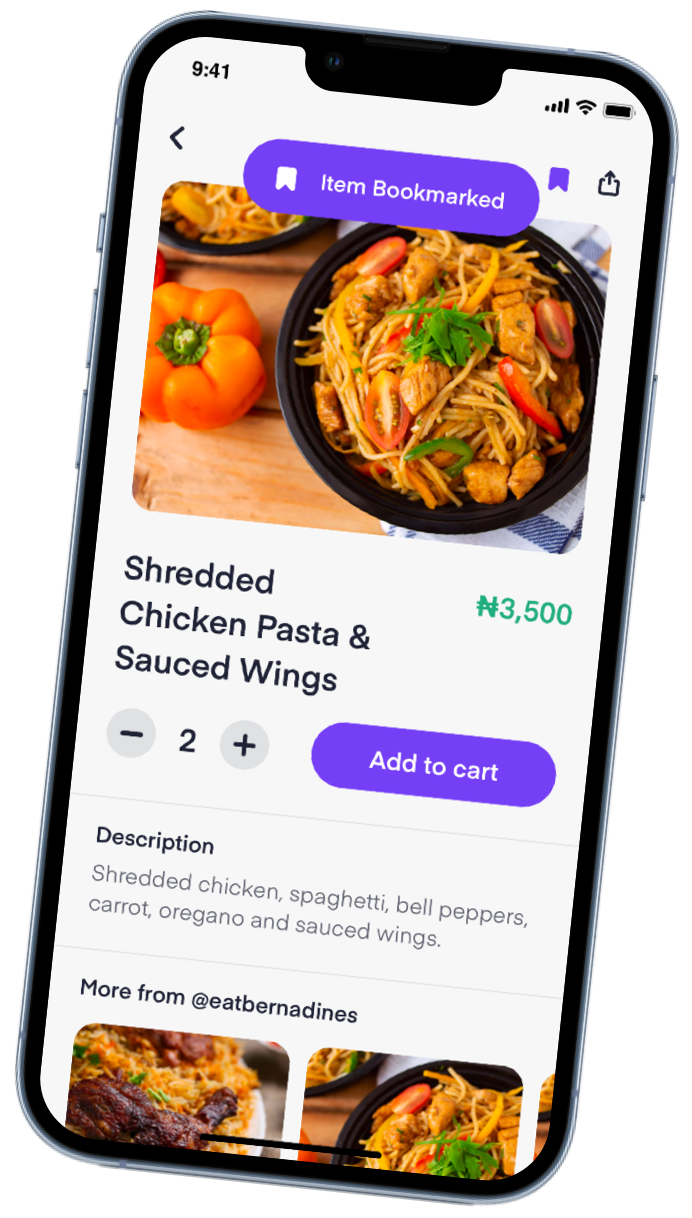 9:41
Item Bookmarked
Shredded
Chicken Pasta &
Sauced Wings
₦3,500
2
Add to cart
Description
Shredded chicken, spaghetti, bell peppers,
carrot, oregano and sauced wings.
More from @eatbernadines